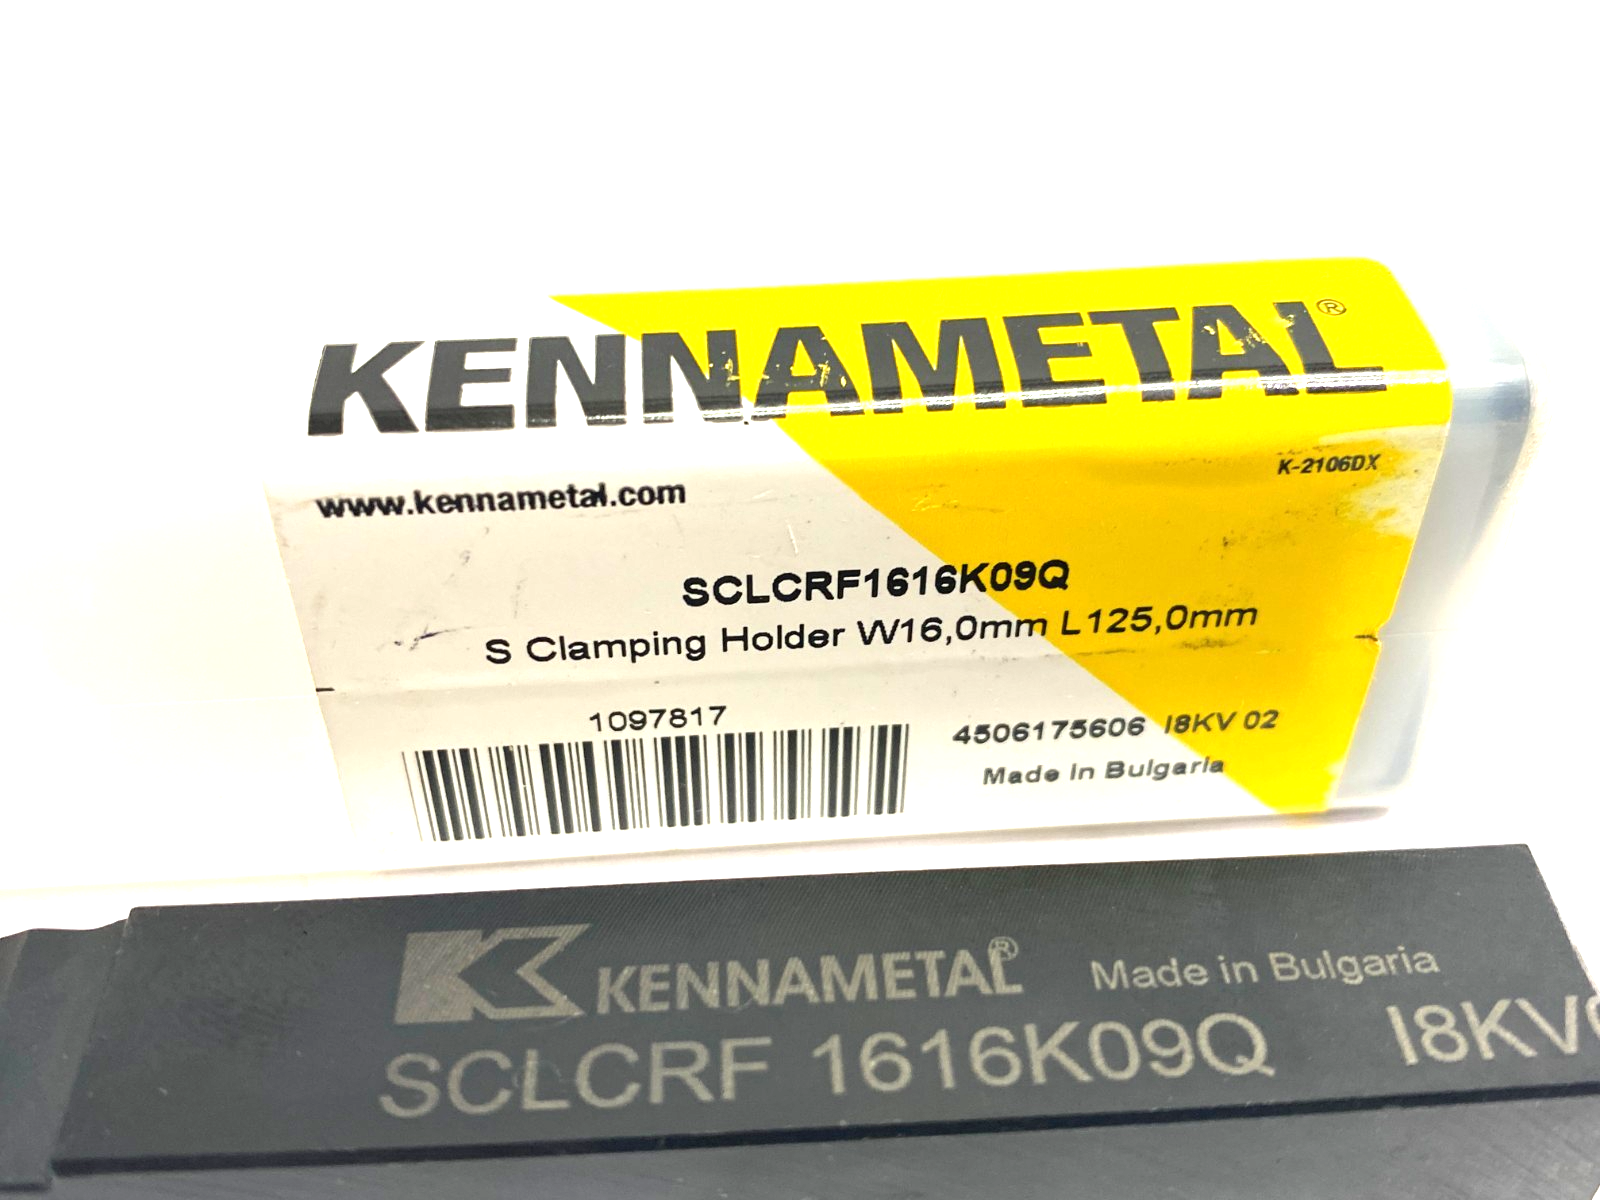 KENNAMETAL®
K-2106DX
www.kennametal.com
SCLCRF1616K09Q
S Clamping Holder W16,0mm L125,0mm
1097817
4506175606 I8KV 02
Made in Bulgaria
KENNAMETAL® Made in Bulgaria
SCLCRF 1616K09Q I8KV0